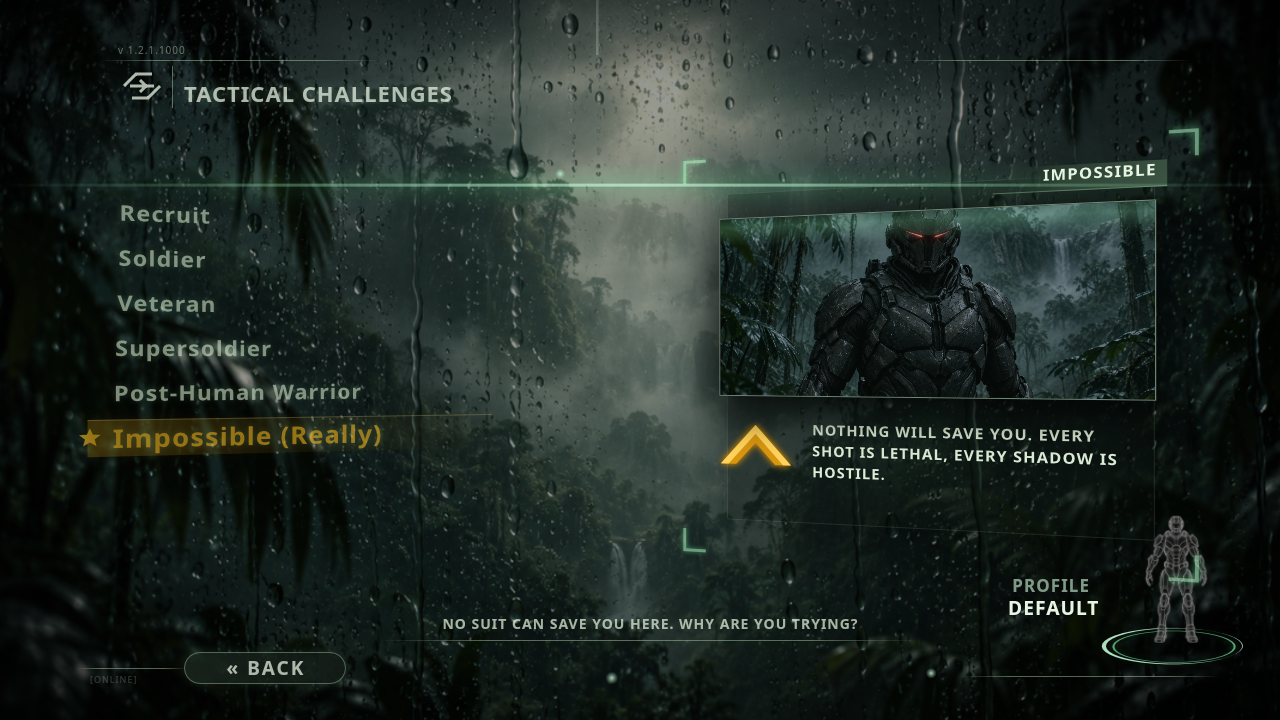 v 1.2.1.1000
TACTICAL CHALLENGES
IMPOSSIBLE
Recruit
Soldier
Veteran
Supersoldier
Post-Human Warrior
Impossible (Really)
NOTHING WILL SAVE YOU. EVERY
SHOT IS LETHAL, EVERY SHADOW IS
HOSTILE.
PROFILE
DEFAULT
NO SUIT CAN SAVE YOU HERE. WHY ARE YOU TRYING?
« BACK
[ONLINE]